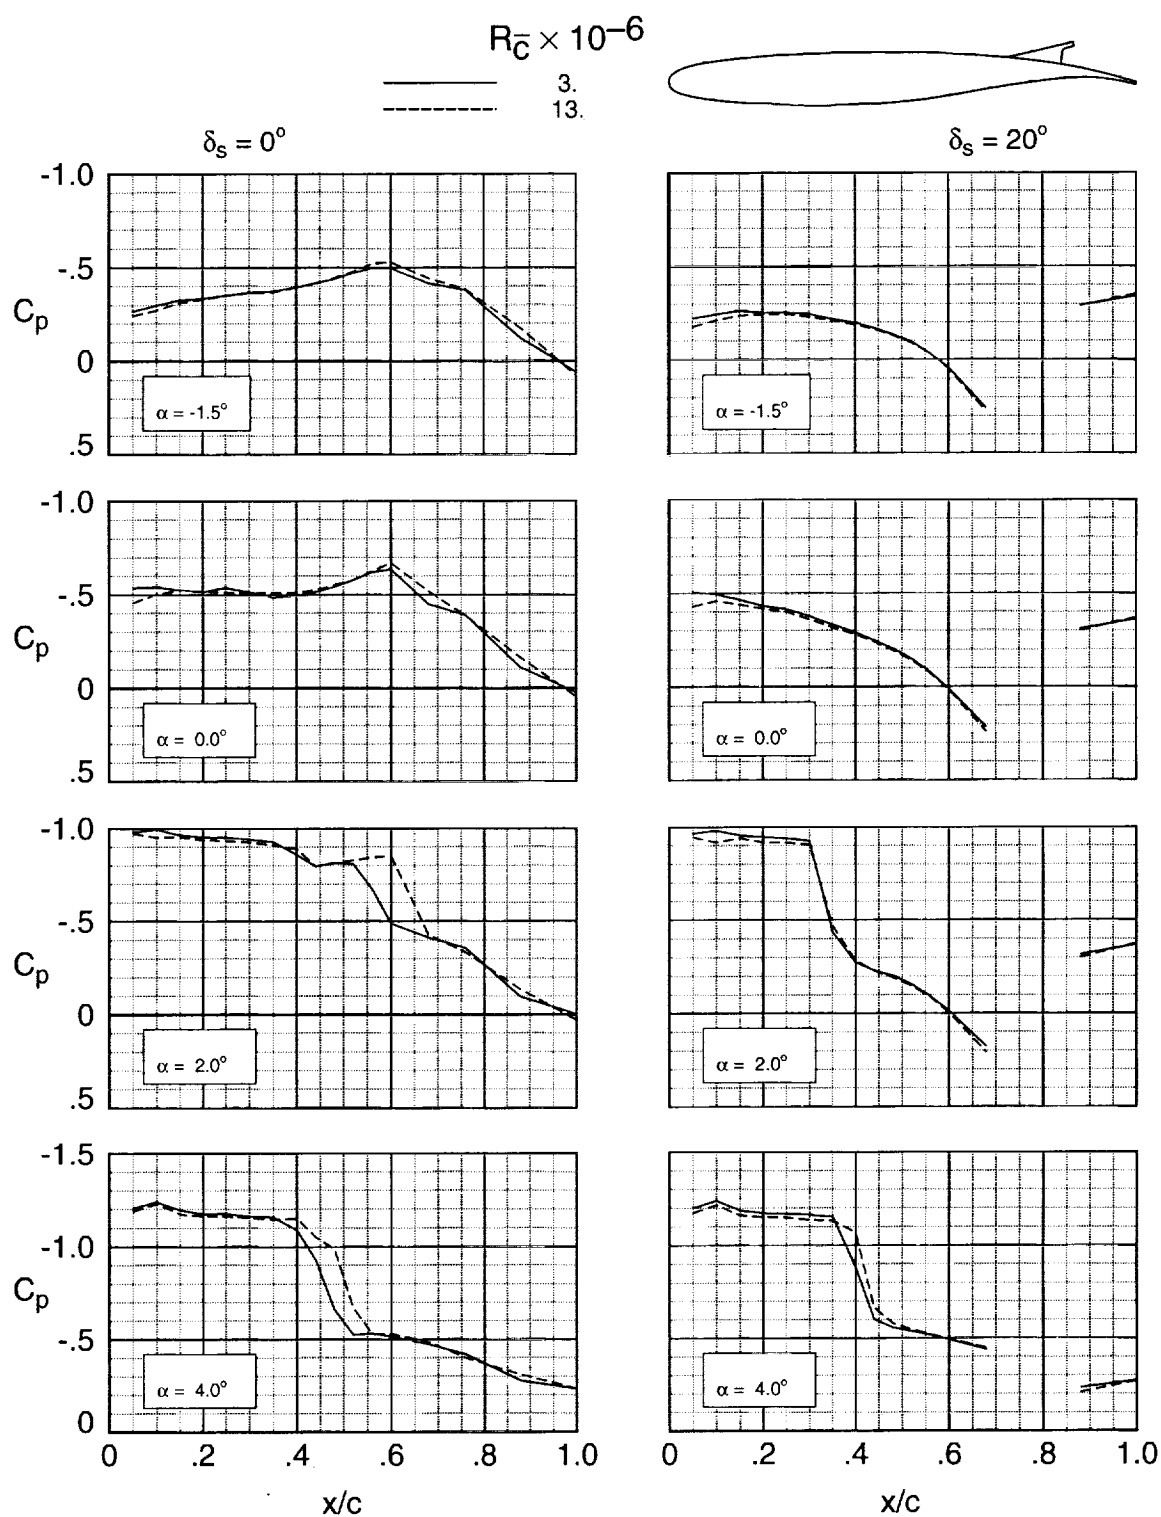 R_c̄ × 10⁻⁶
3.
13.
δₛ = 0°
δₛ = 20°
-1.0
-.5
Cₚ
0
.5
α = -1.5°
α = -1.5°
-1.0
-.5
Cₚ
0
.5
α = 0.0°
α = 0.0°
-1.0
-.5
Cₚ
0
.5
α = 2.0°
α = 2.0°
-1.5
-1.0
Cₚ
-.5
0
α = 4.0°
α = 4.0°
0 .2 .4 .6 .8 1.0
0 .2 .4 .6 .8 1.0
x/c
x/c